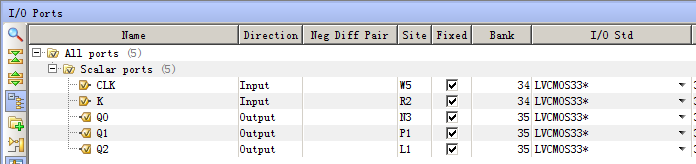 I/O Ports
Name Direction Neg Diff Pair Site Fixed Bank I/O Std
All ports (5)
Scalar ports (5)
CLK Input W5 34 LVCMOS33*
K Input R2 34 LVCMOS33*
Q0 Output N3 35 LVCMOS33*
Q1 Output P1 35 LVCMOS33*
Q2 Output L1 35 LVCMOS33*